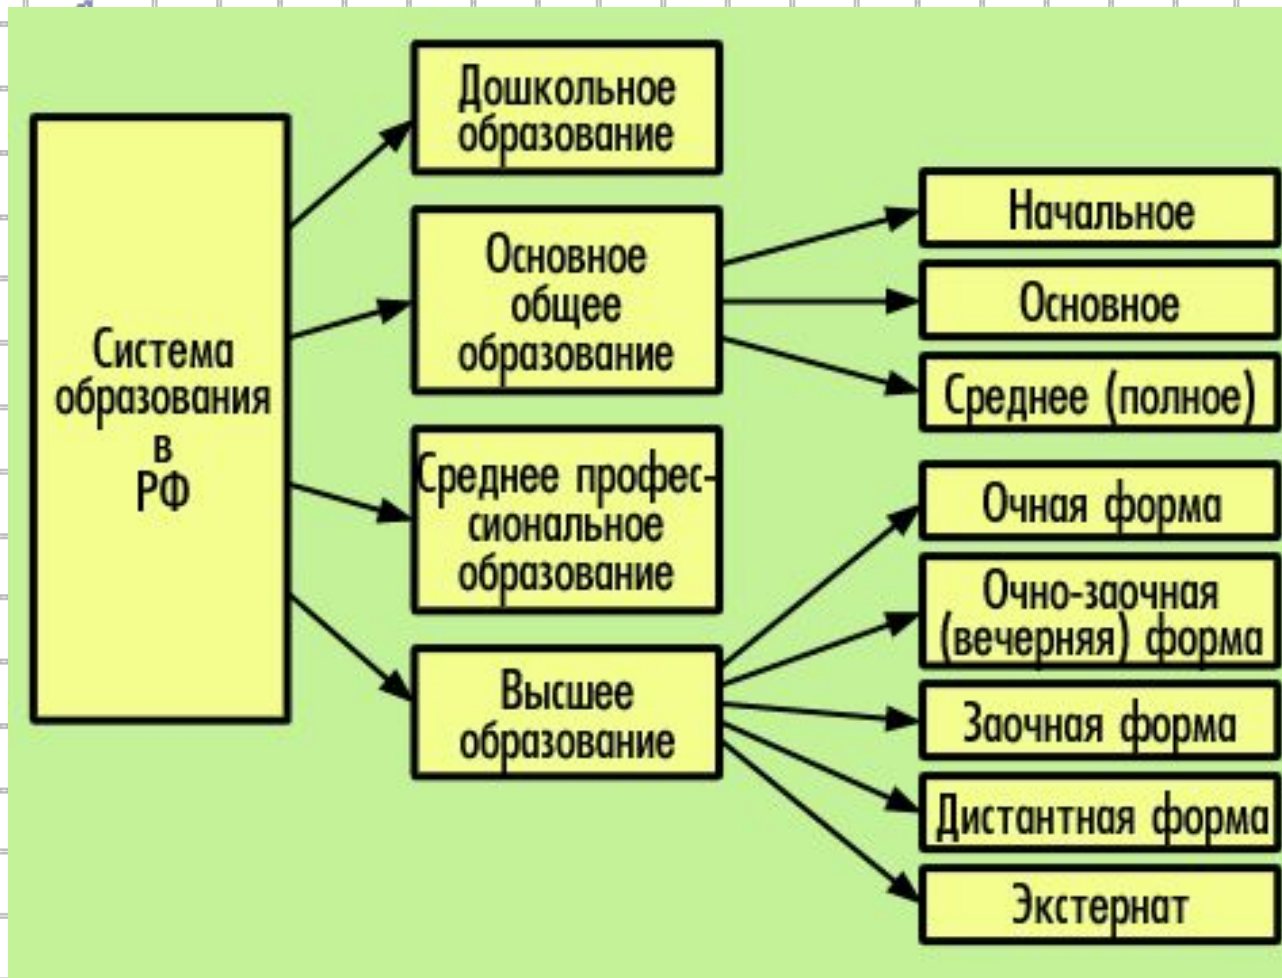 Система
образования
в
РФ
Дошкольное
образование
Основное
общее
образование
Среднее профес-
сиональное
образование
Высшее
образование
Начальное
Основное
Среднее (полное)
Очная форма
Очно-заочная
(вечерняя) форма
Заочная форма
Дистантная форма
Экстернат